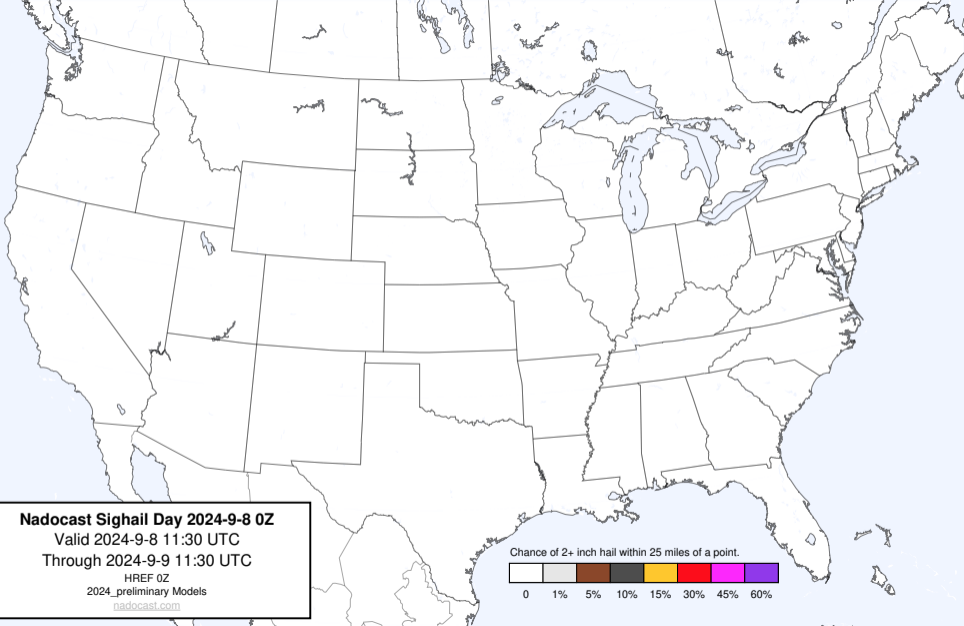 Nadocast Sighail Day 2024-9-8 0Z
Valid 2024-9-8 11:30 UTC
Through 2024-9-9 11:30 UTC
HREF 0Z
2024_preliminary Models
nadocast.com
Chance of 2+ inch hail within 25 miles of a point.
0 1% 5% 10% 15% 30% 45% 60%